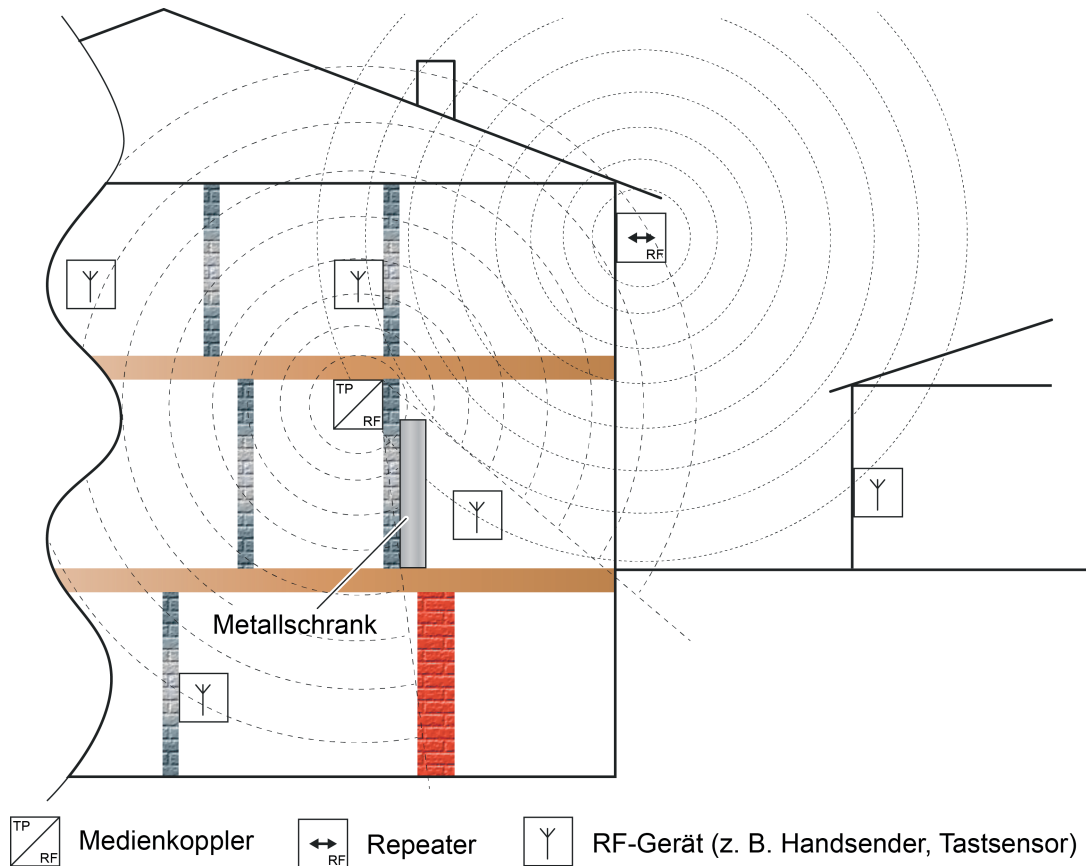 RF
TP
RF
Metallschrank
TP
RF
Medienkoppler
RF
Repeater
RF-Gerät (z. B. Handsender, Tastsensor)